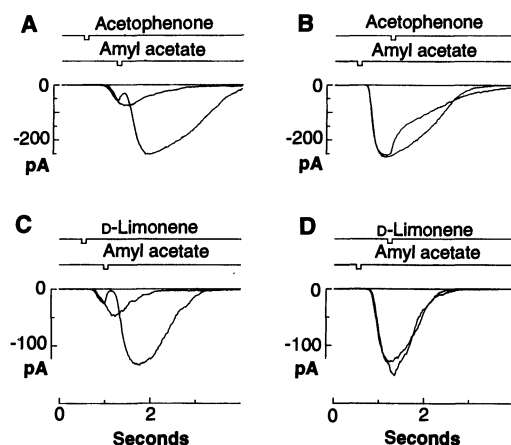 A
Acetophenone
Amyl acetate
0
-200
pA
B
Acetophenone
Amyl acetate
0
-200
pA
C
D-Limonene
Amyl acetate
0
-100
pA
0
2
Seconds
D
D-Limonene
Amyl acetate
0
-100
pA
0
2
Seconds